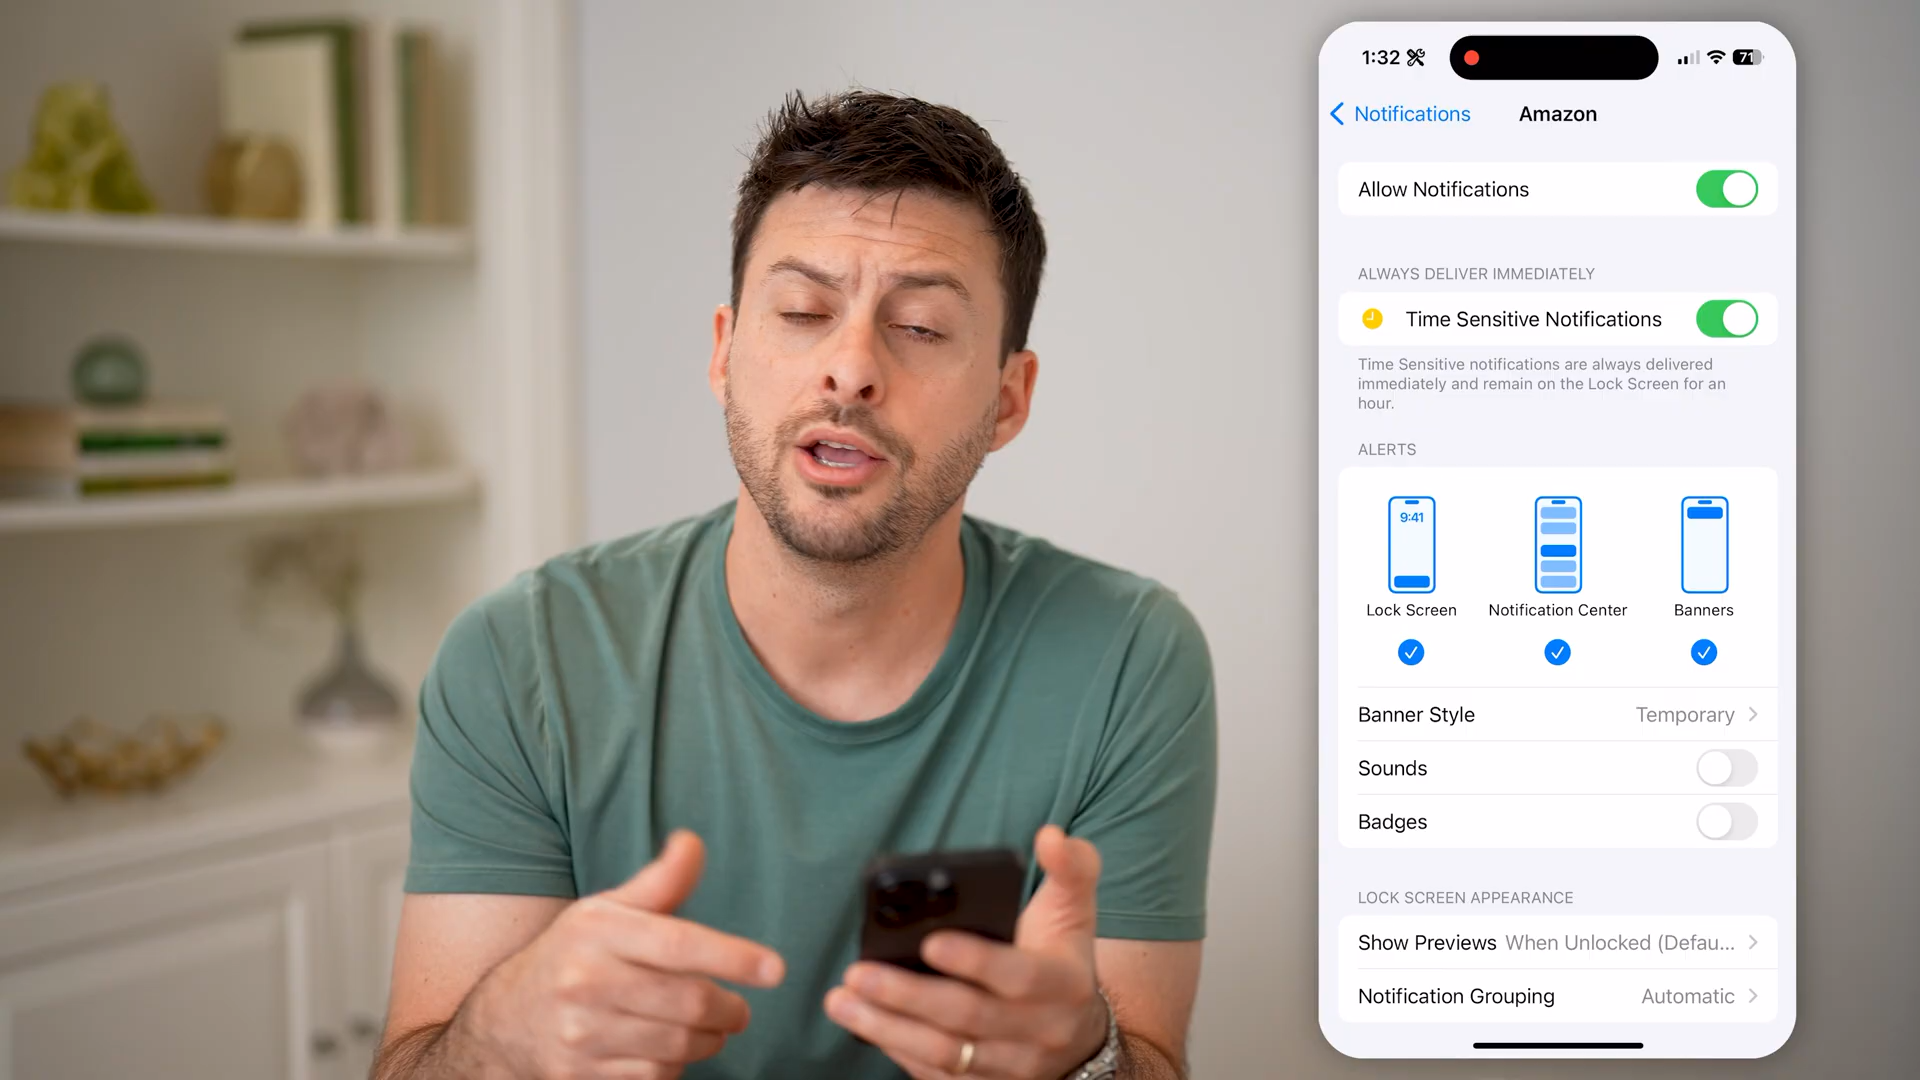 1:32
71
Notifications
Amazon
Allow Notifications
ALWAYS DELIVER IMMEDIATELY
Time Sensitive Notifications
Time Sensitive notifications are always delivered
immediately and remain on the Lock Screen for an
hour.
ALERTS
9:41
Lock Screen
Notification Center
Banners
Banner Style
Temporary
Sounds
Badges
LOCK SCREEN APPEARANCE
Show Previews
When Unlocked (Defau...
Notification Grouping
Automatic